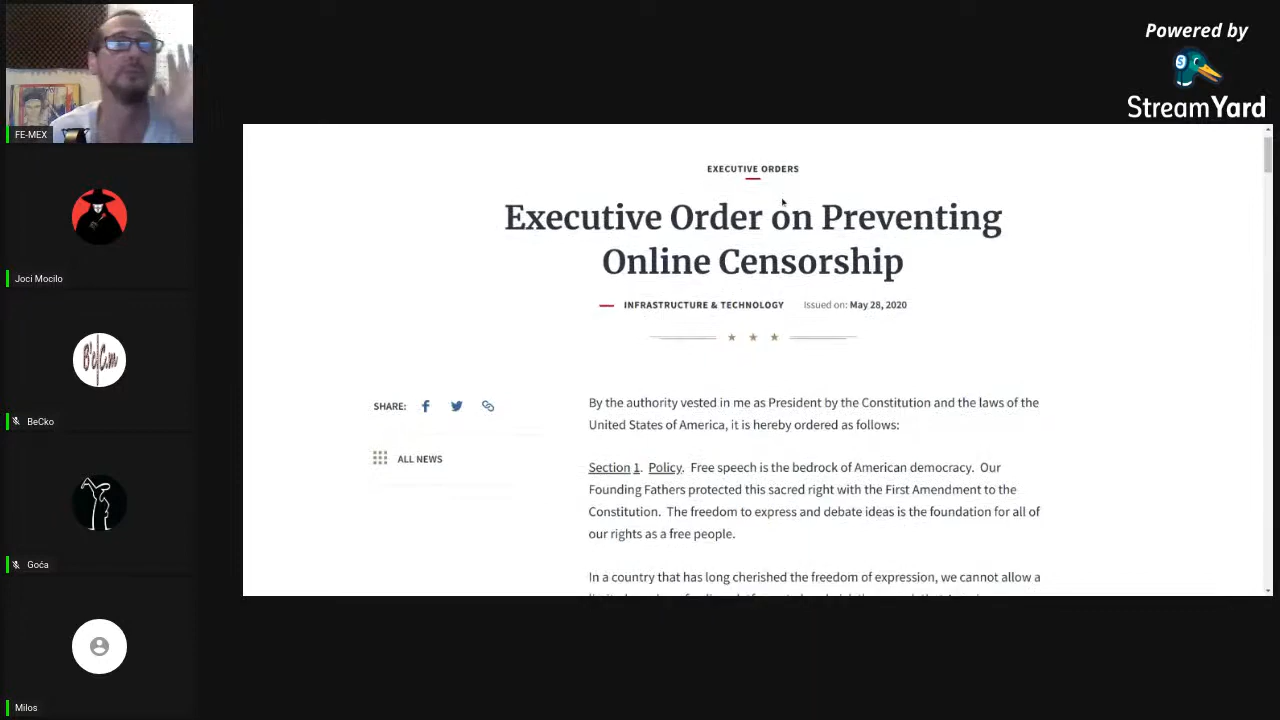 FE-MEX
Joci Mocilo
BeCko
Goća
Milos
Powered by
StreamYard
EXECUTIVE ORDERS
Executive Order on Preventing
Online Censorship
INFRASTRUCTURE & TECHNOLOGY Issued on: May 28, 2020
SHARE:
ALL NEWS
By the authority vested in me as President by the Constitution and the laws of the
United States of America, it is hereby ordered as follows:
Section 1. Policy. Free speech is the bedrock of American democracy. Our
Founding Fathers protected this sacred right with the First Amendment to the
Constitution. The freedom to express and debate ideas is the foundation for all of
our rights as a free people.
In a country that has long cherished the freedom of expression, we cannot allow a